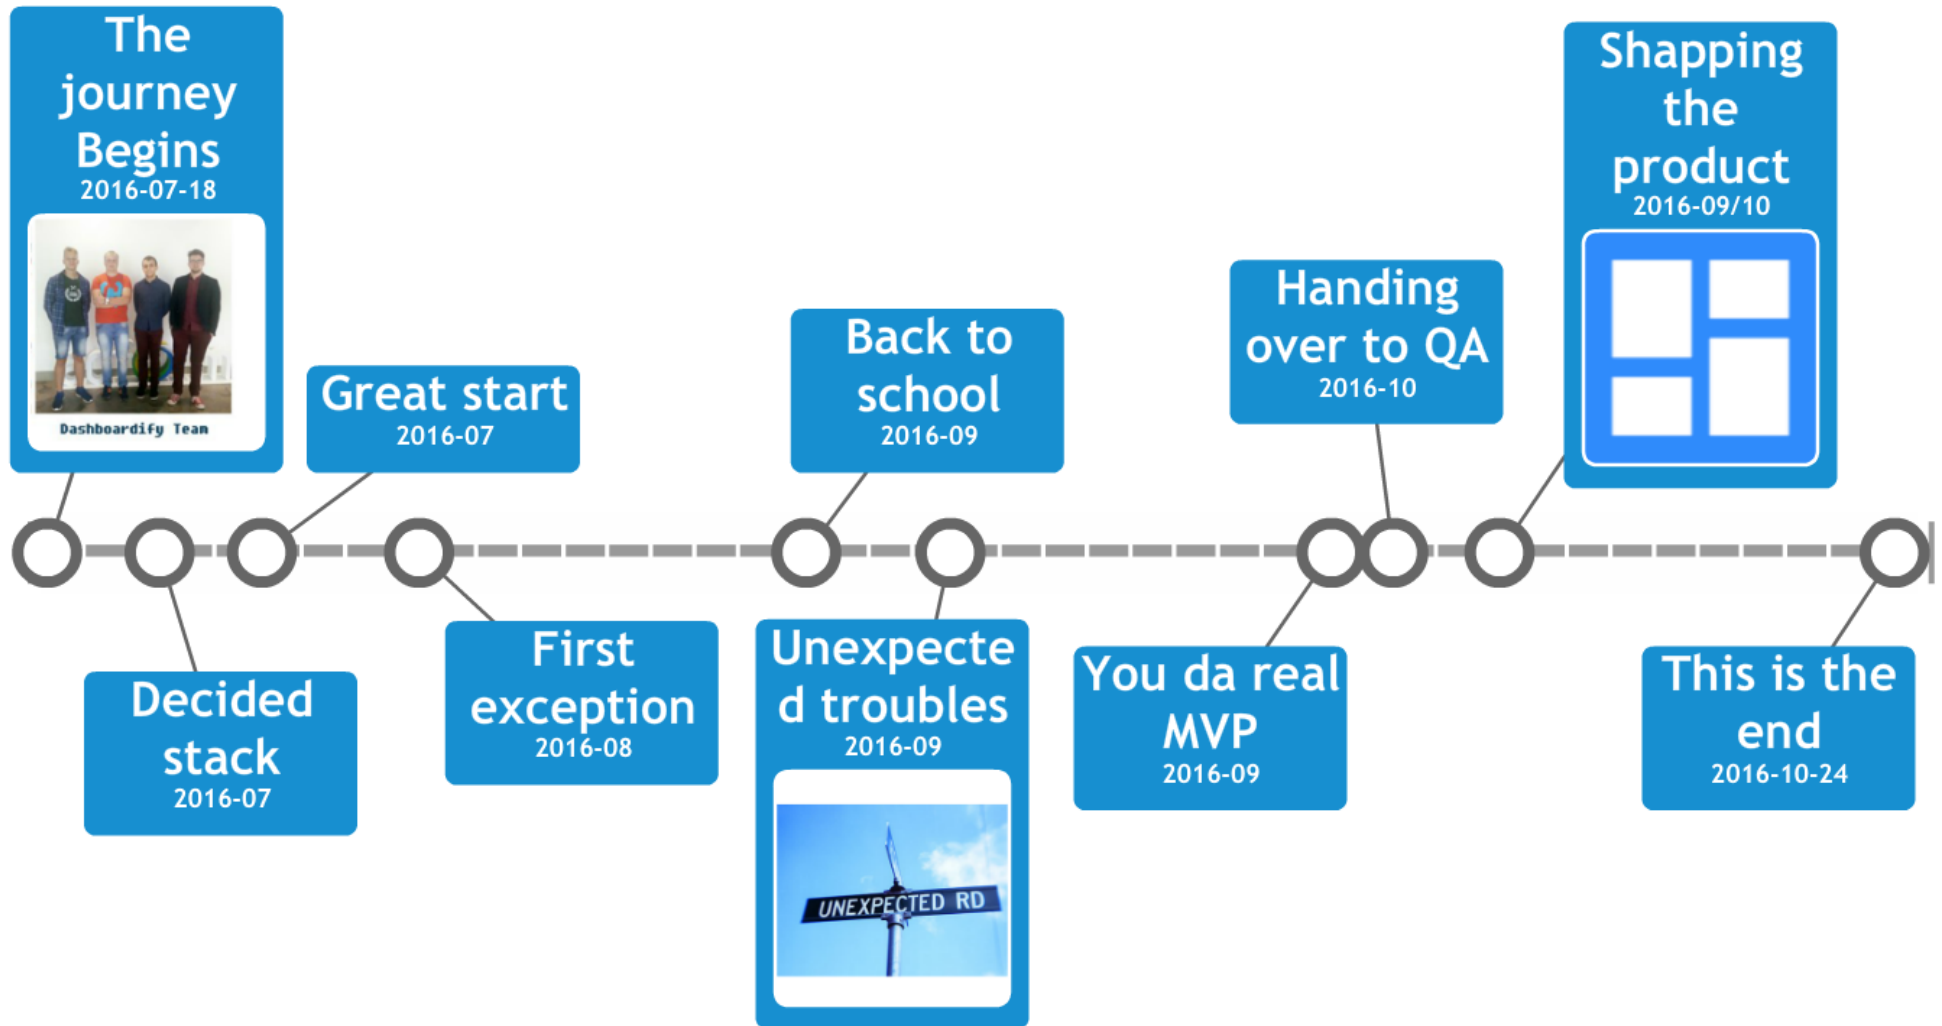 The
journey
Begins
2016-07-18
Dashboardify Team
Decided
stack
2016-07
Great start
2016-07
First
exception
2016-08
Back to
school
2016-09
Unexpecte
d troubles
2016-09
UNEXPECTED RD
You da real
MVP
2016-09
Handing
over to QA
2016-10
Shapping
the
product
2016-09/10
This is the
end
2016-10-24